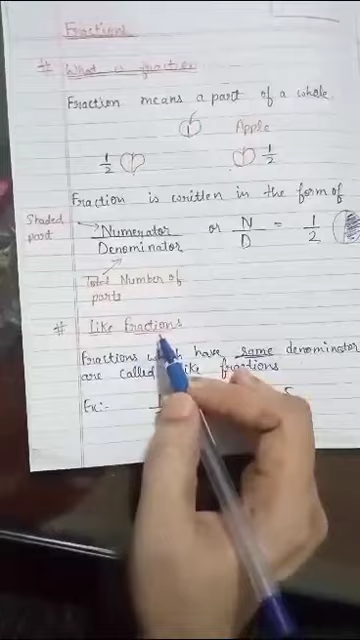 Fractions
# What is fraction
Fraction means a part of a whole.
1 Apple
1/2 1/2
Fraction is written in the form of
Shaded part → Numerator / Denominator or N/D = 1/2
Total Number of
parts
# Like Fractions
Fractions which have same denominator
are called like fractions
Ex:-